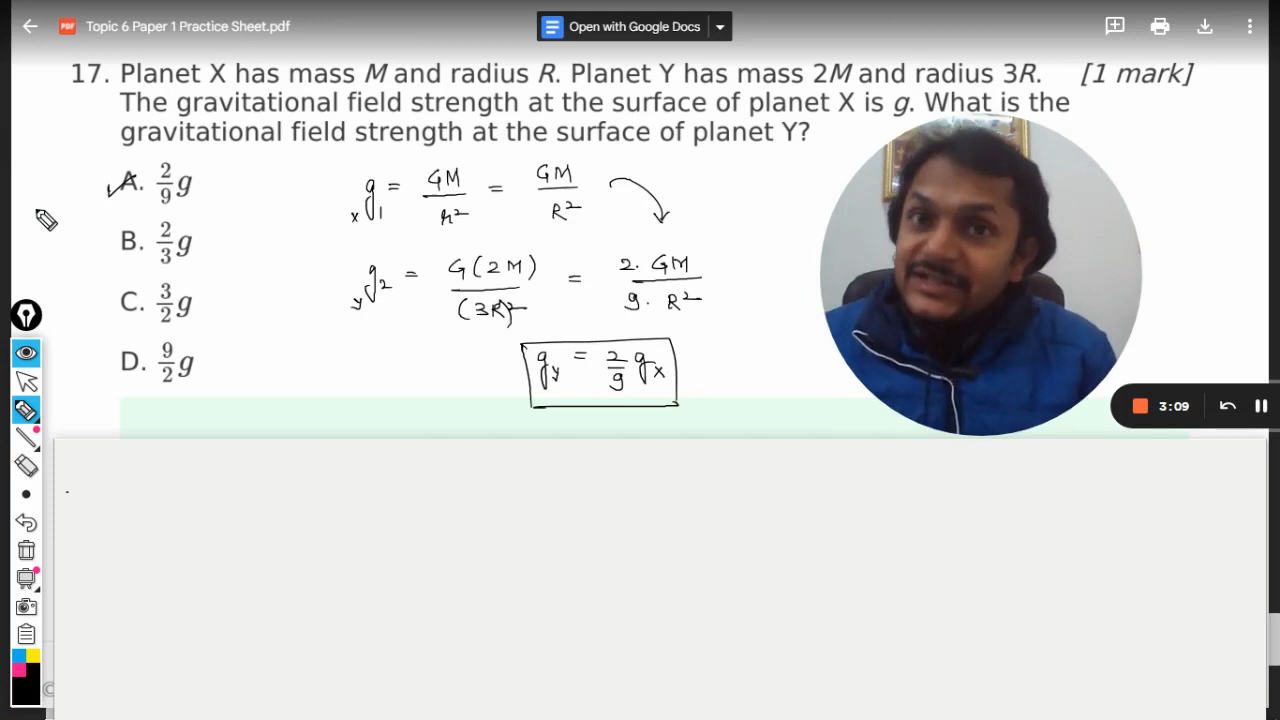 Topic 6 Paper 1 Practice Sheet.pdf
Open with Google Docs
17. Planet X has mass M and radius R. Planet Y has mass 2M and radius 3R. [1 mark]
The gravitational field strength at the surface of planet X is g. What is the
gravitational field strength at the surface of planet Y?
A. 2/9 g
B. 2/3 g
C. 3/2 g
D. 9/2 g
x g₁ = GM/r² = GM/R²
y g₂ = G(2M)/(3R)² = 2. GM/9. R²
g_y = 2/9 g_x
3:09